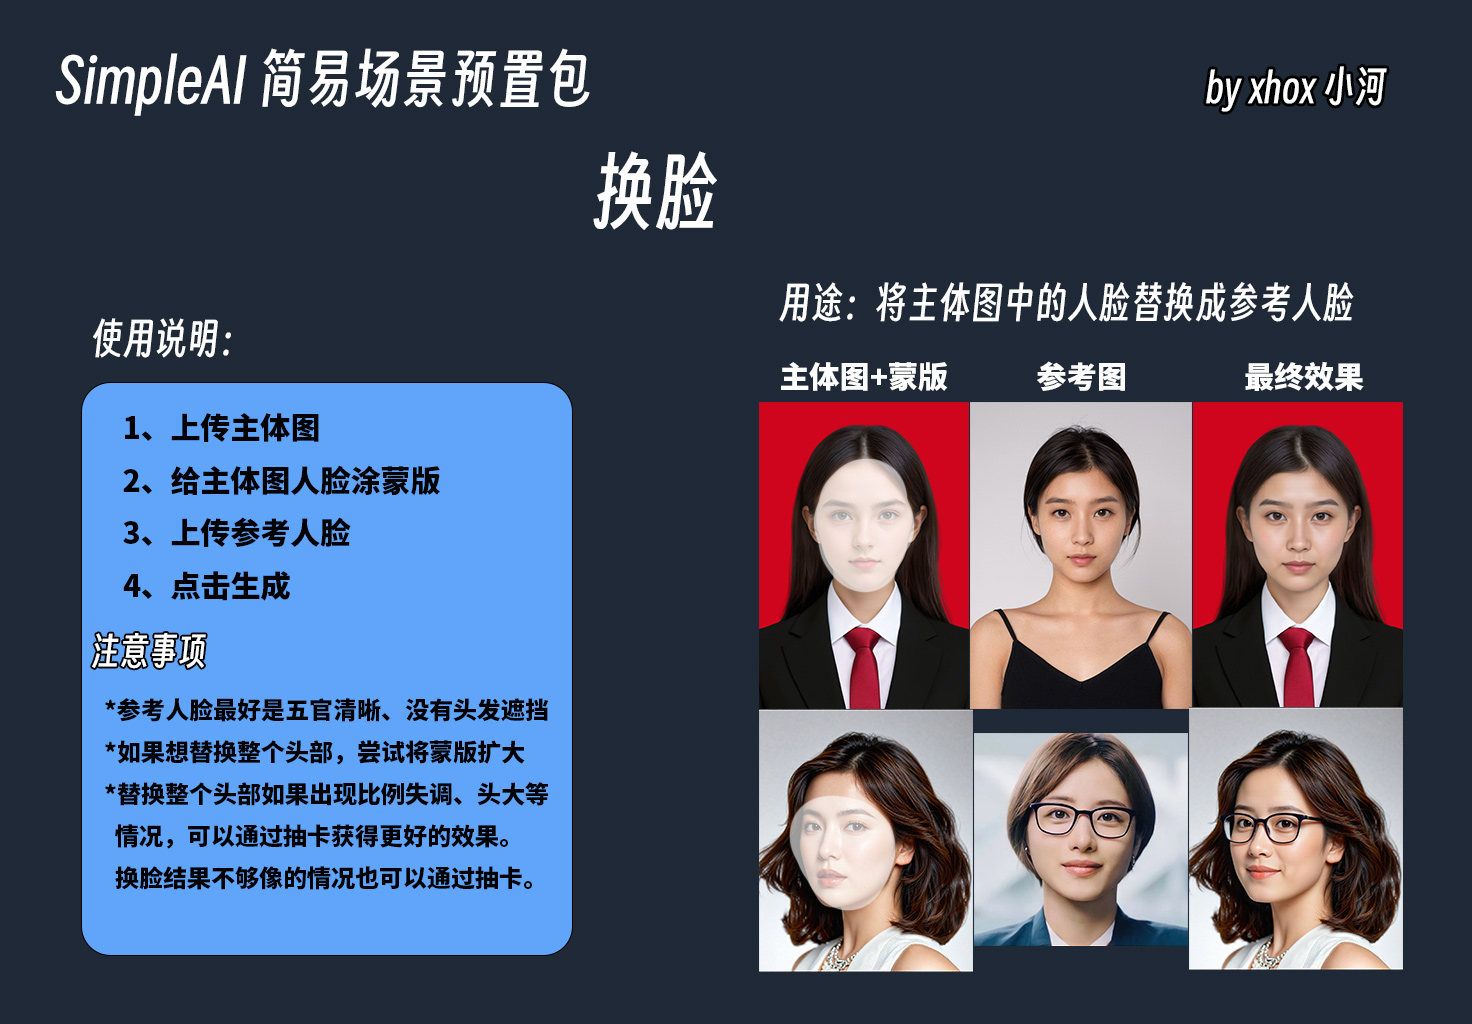 SimpleAI 简易场景预置包
by xhox 小河
换脸
使用说明：
1、上传主体图
2、给主体图人脸涂蒙版
3、上传参考人脸
4、点击生成
注意事项
*参考人脸最好是五官清晰、没有头发遮挡
*如果想替换整个头部，尝试将蒙版扩大
*替换整个头部如果出现比例失调、头大等
情况，可以通过抽卡获得更好的效果。
换脸结果不够像的情况也可以通过抽卡。
用途：将主体图中的人脸替换成参考人脸
主体图+蒙版
参考图
最终效果